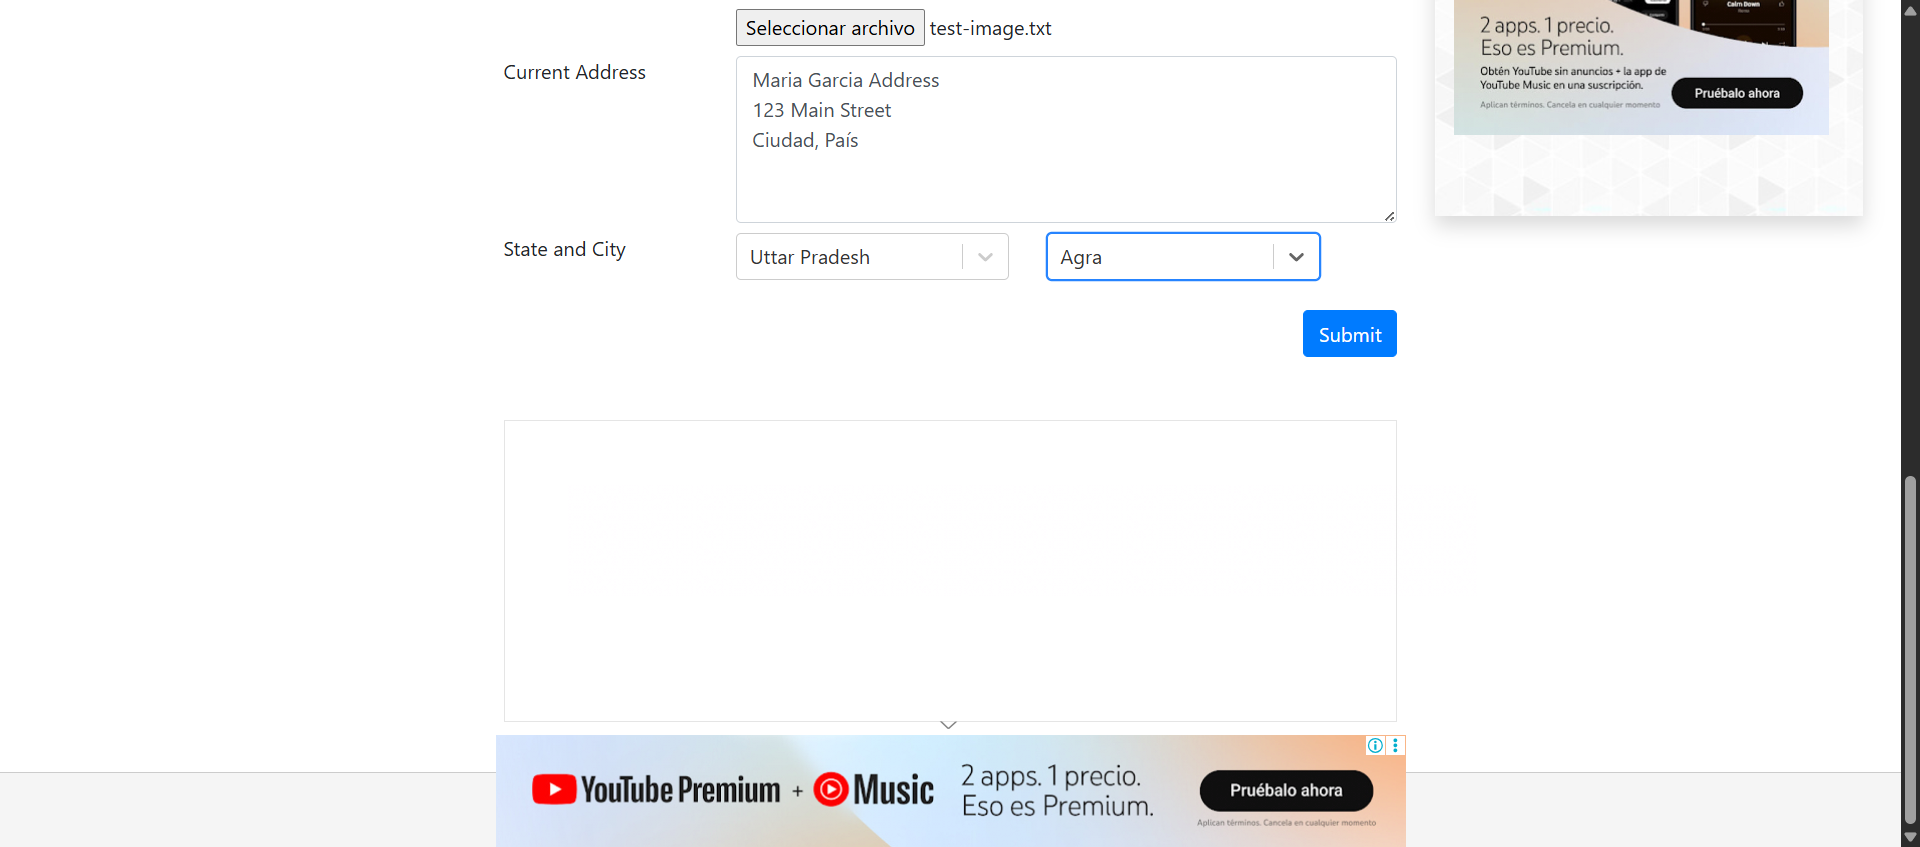 Seleccionar archivo test-image.txt
Current Address
Maria Garcia Address
123 Main Street
Ciudad, País
State and City
Uttar Pradesh
Agra
Submit
Calm Down
2 apps. 1 precio.
Eso es Premium.
Obtén YouTube sin anuncios + la app de
YouTube Music en una suscripción.
Pruébalo ahora
Aplican términos. Cancela en cualquier momento
YouTube Premium + Music
2 apps. 1 precio.
Eso es Premium.
Pruébalo ahora
Aplican términos. Cancela en cualquier momento